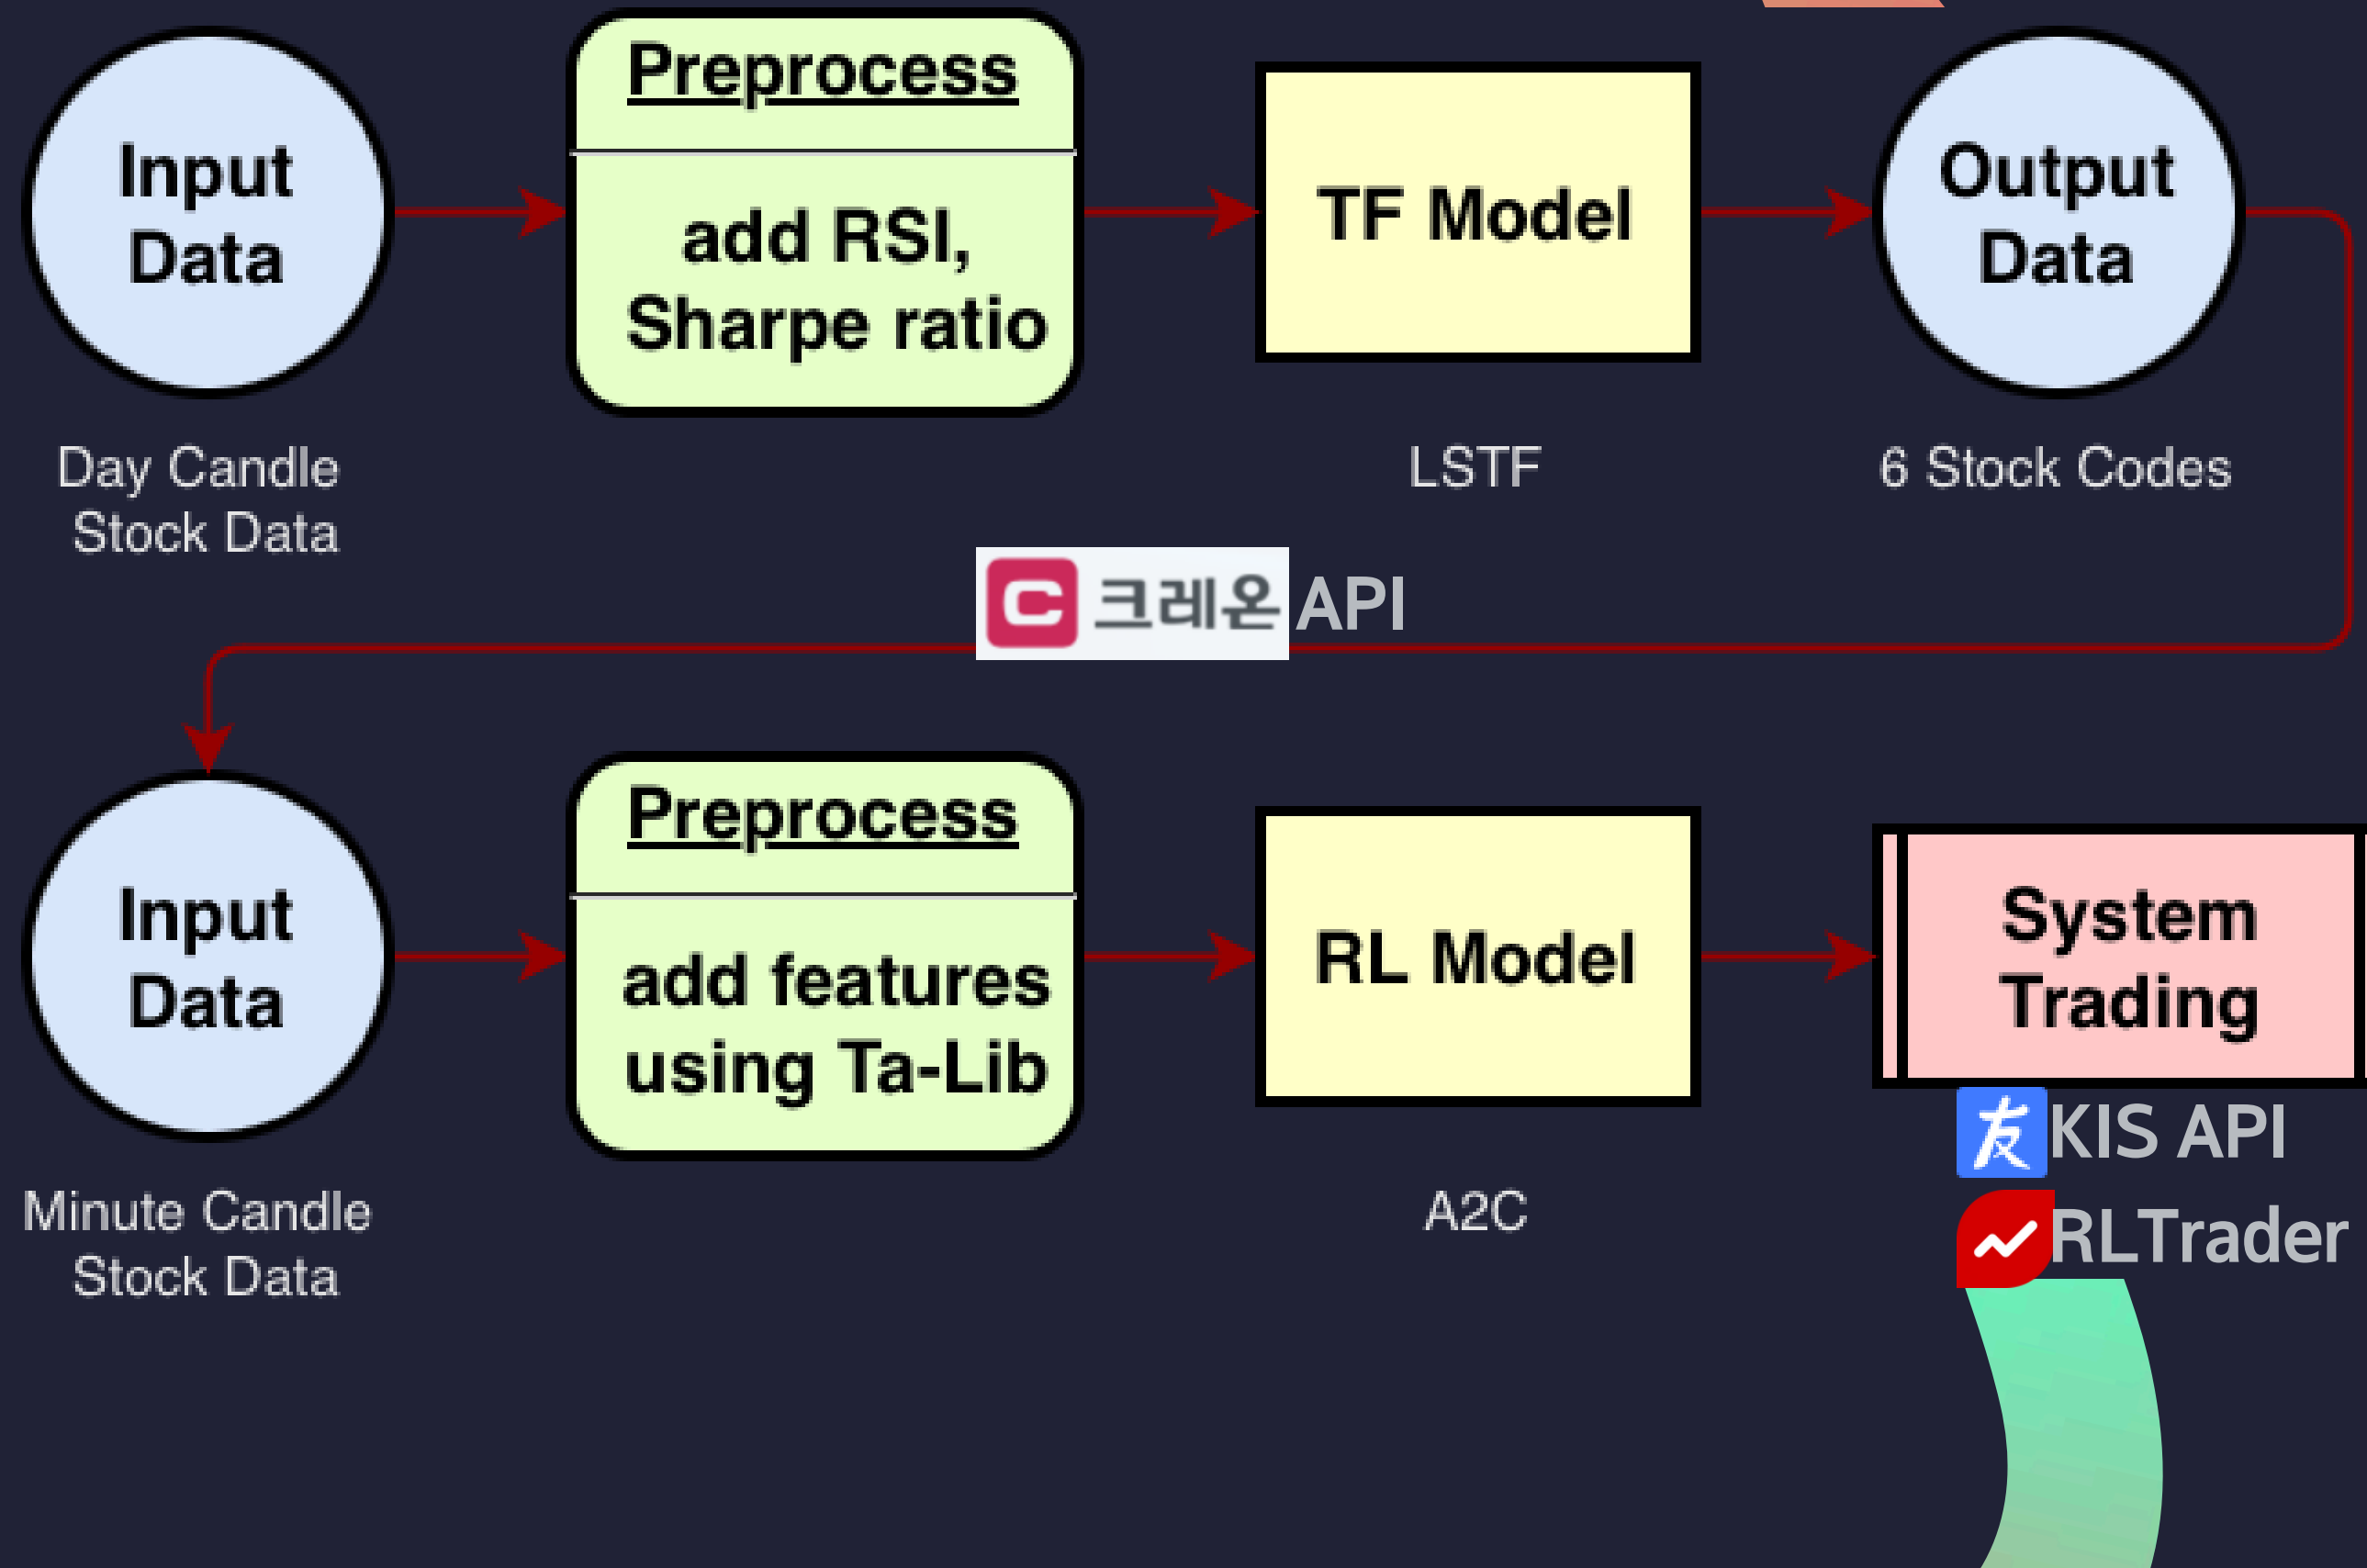 Input
Data
Preprocess
add RSI,
Sharpe ratio
TF Model
Output
Data
Day Candle
Stock Data
LSTF
6 Stock Codes
C 크레온 API
Input
Data
Preprocess
add features
using Ta-Lib
RL Model
System
Trading
Minute Candle
Stock Data
A2C
友 KIS API
RLTrader